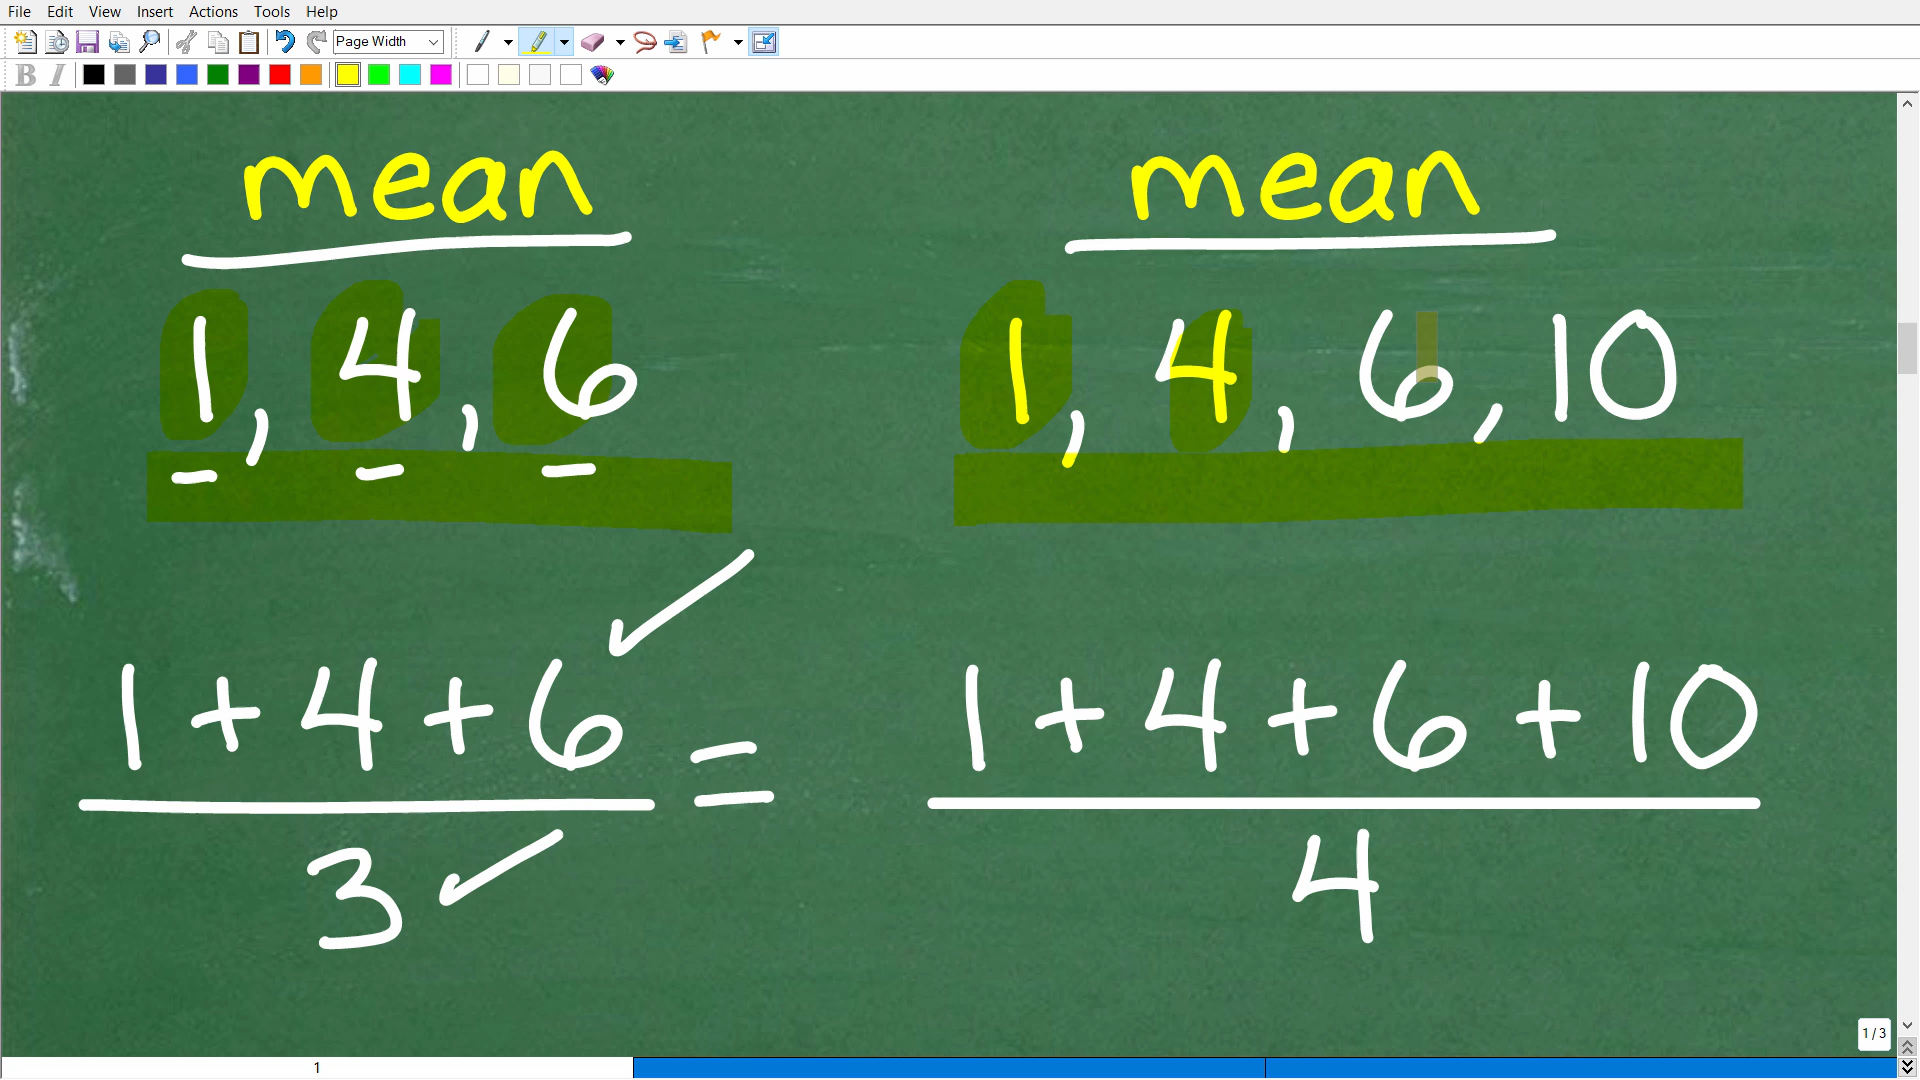 File Edit View Insert Actions Tools Help
Page Width
B I
mean
1, 4, 6
1 + 4 + 6 =
3
mean
1, 4, 6, 10
1 + 4 + 6 + 10
4
1 / 3
1